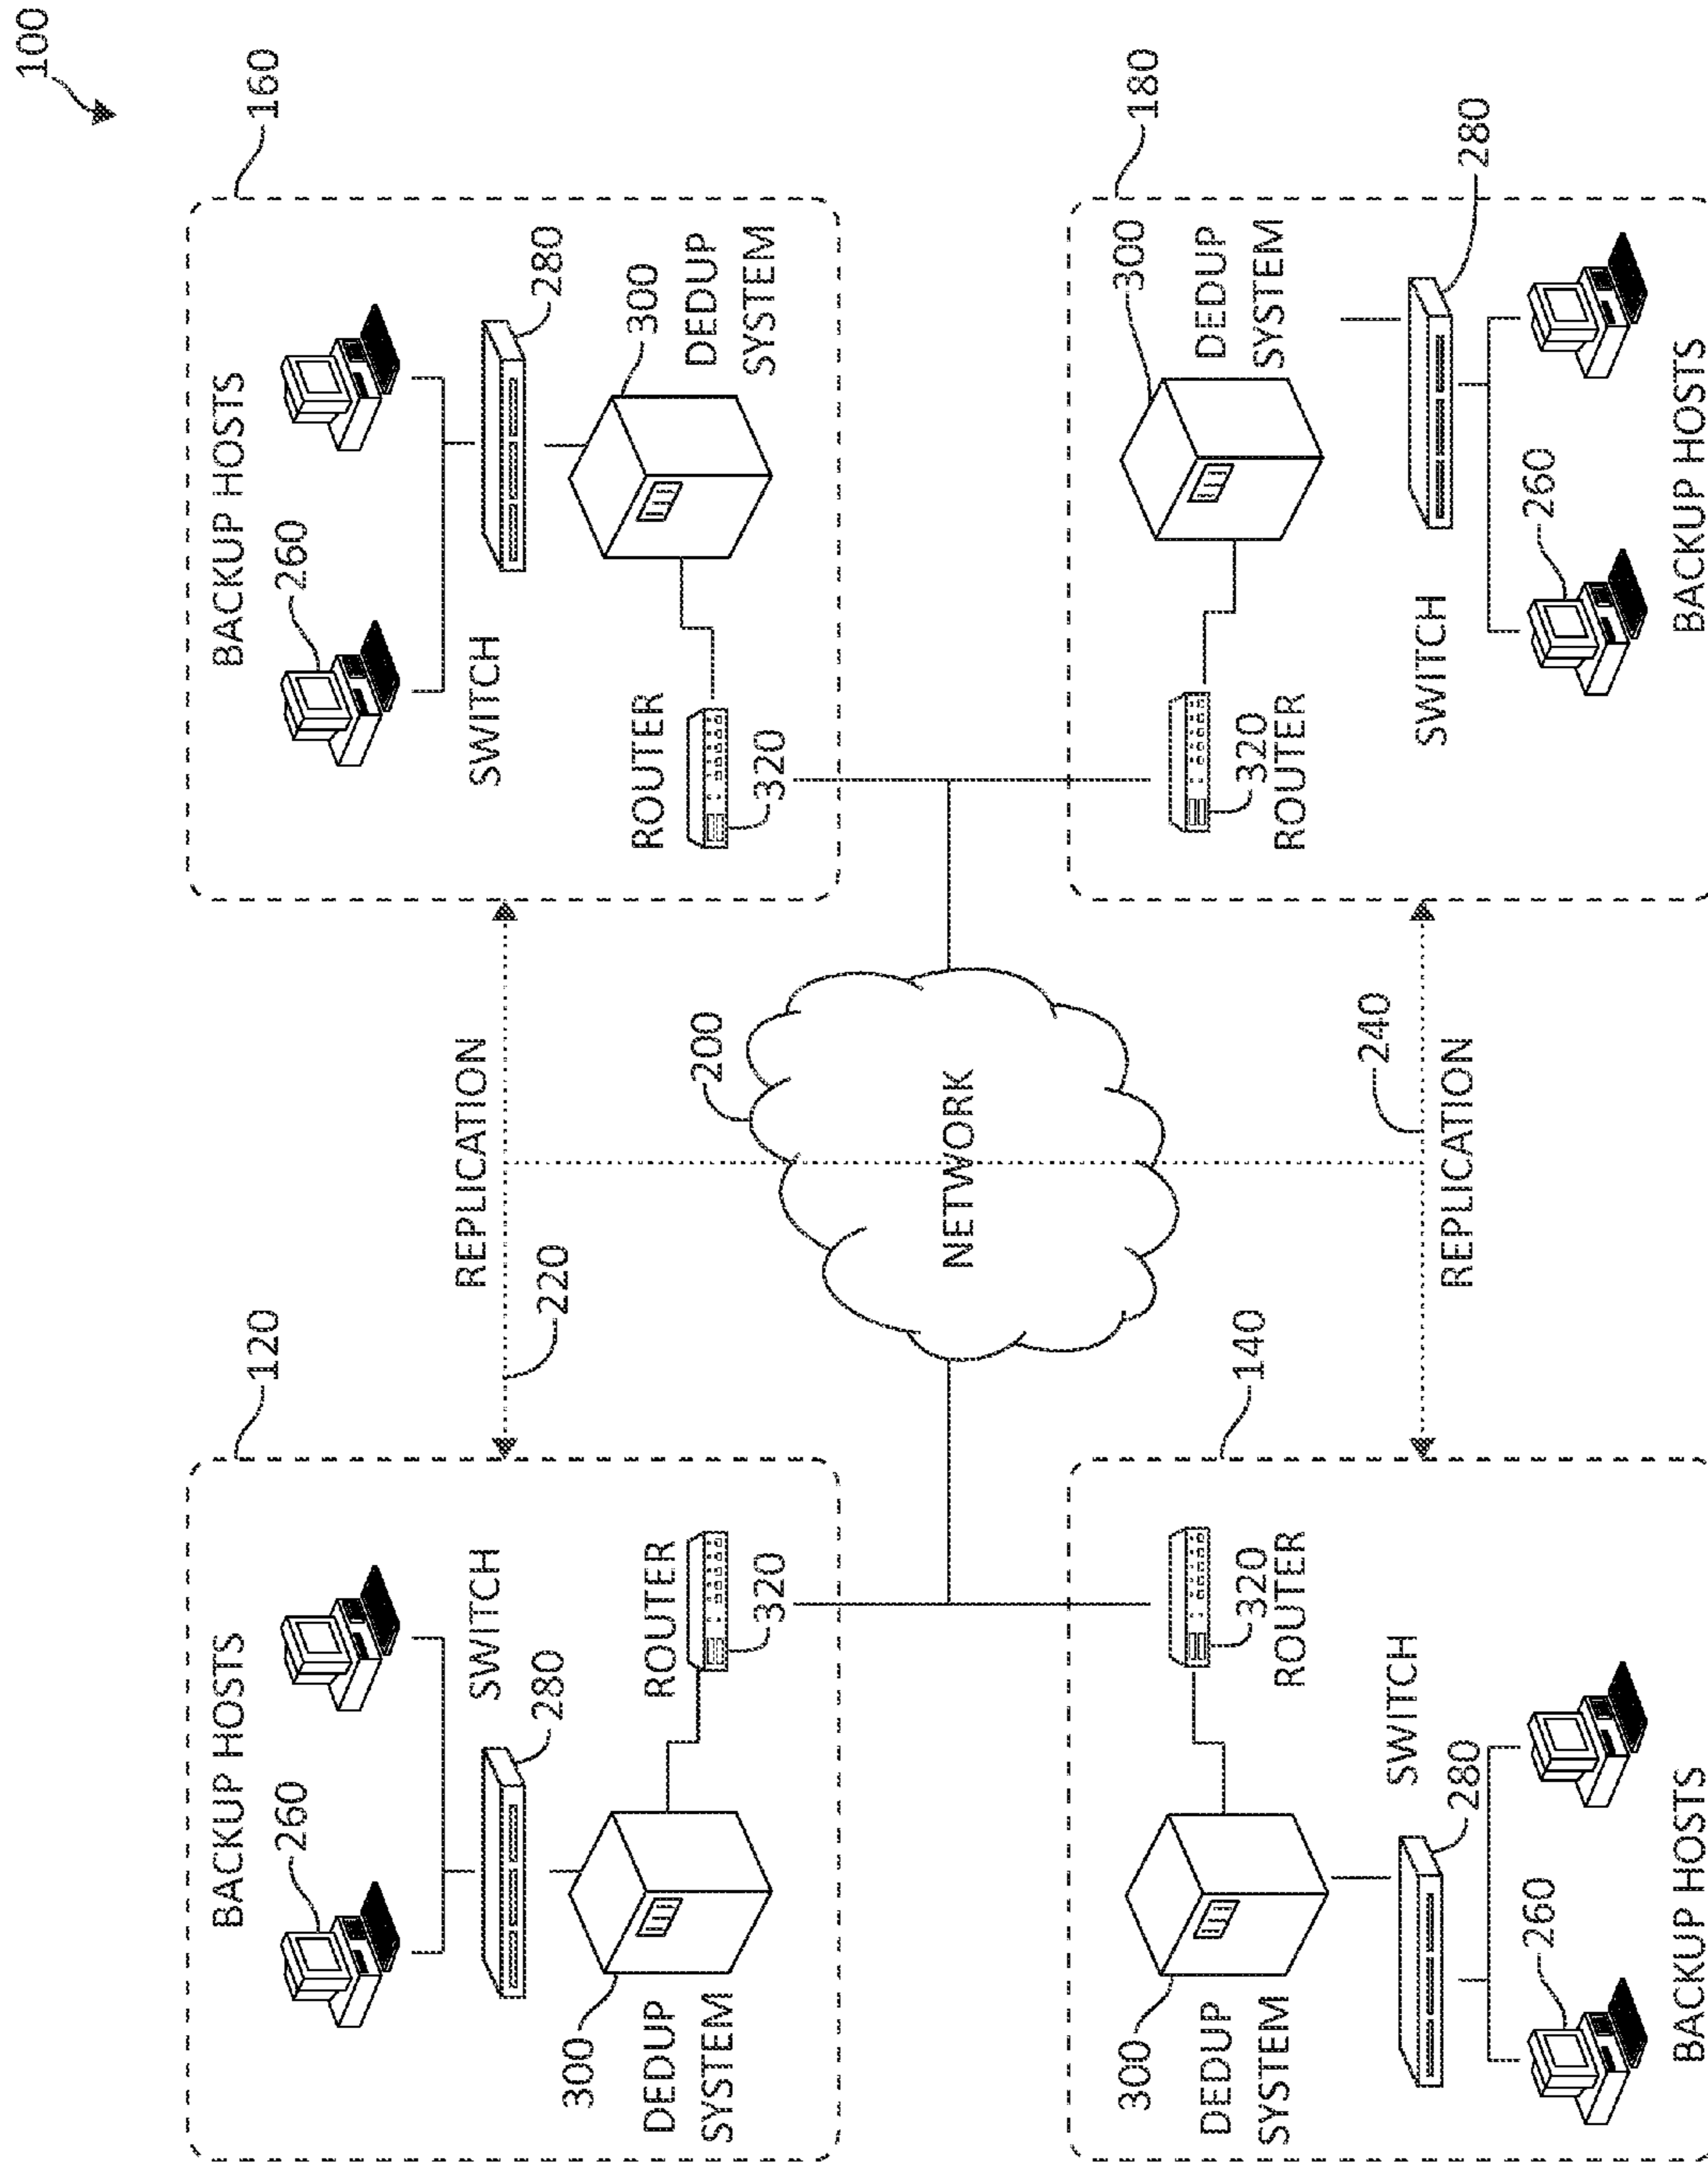 100
120
BACKUP HOSTS
260
SWITCH
280
300
DEDUP
SYSTEM
ROUTER
320
REPLICATION
220
160
BACKUP HOSTS
260
SWITCH
280
300
DEDUP
SYSTEM
ROUTER
320
200
NETWORK
140
300
DEDUP
SYSTEM
320
ROUTER
SWITCH
280
260
BACKUP HOSTS
240
REPLICATION
180
300
DEDUP
SYSTEM
320
ROUTER
SWITCH
280
260
BACKUP HOSTS